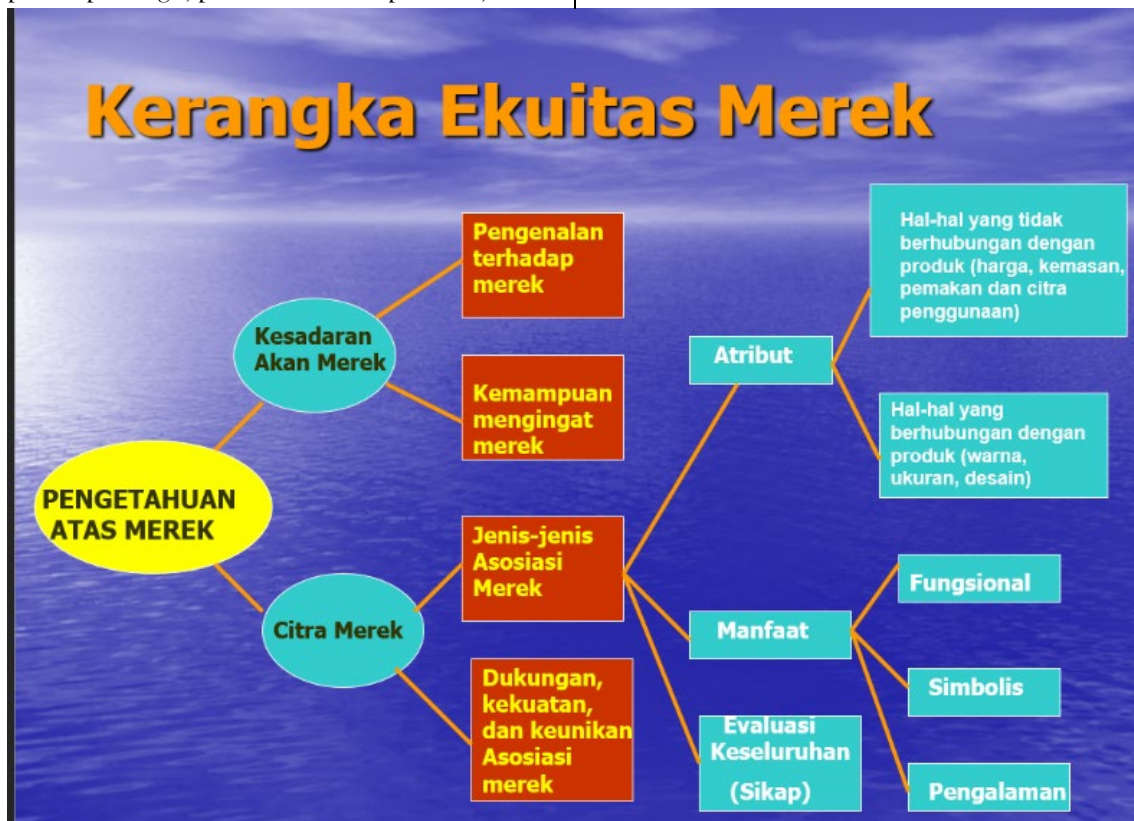 Kerangka Ekuitas Merek
Pengenalan
terhadap
merek
Kesadaran
Akan Merek
Kemampuan
mengingat
merek
PENGETAHUAN
ATAS MEREK
Jenis-jenis
Asosiasi
Merek
Citra Merek
Dukungan,
kekuatan,
dan keunikan
Asosiasi
merek
Atribut
Hal-hal yang tidak
berhubungan dengan
produk (harga, kemasan,
pemakan dan citra
penggunaan)
Hal-hal yang
berhubungan dengan
produk (warna,
ukuran, desain)
Manfaat
Fungsional
Simbolis
Pengalaman
Evaluasi
Keseluruhan
(Sikap)